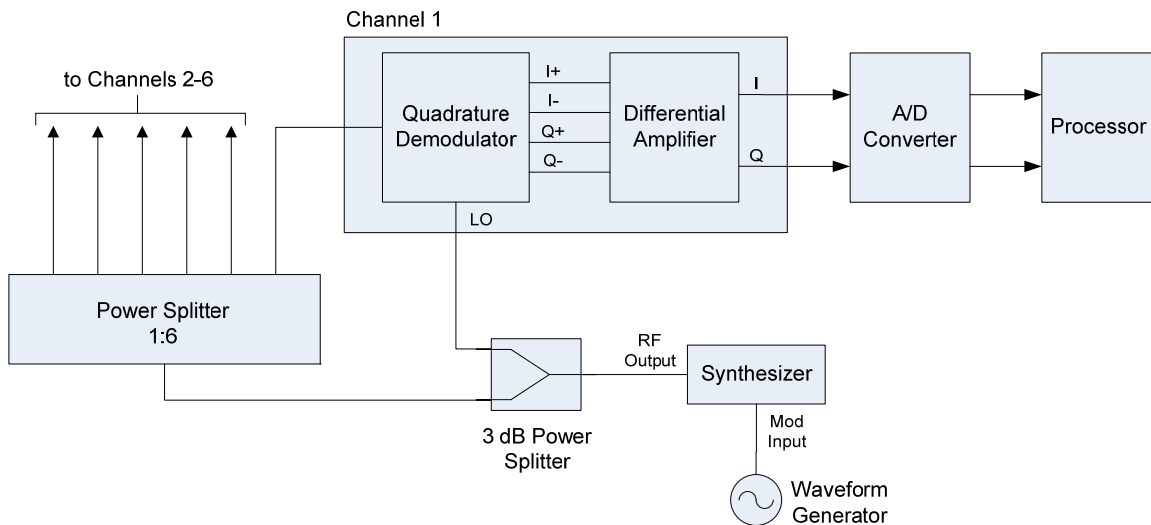 Channel 1
to Channels 2-6
Quadrature
Demodulator
I+
I-
Q+
Q-
Differential
Amplifier
I
Q
A/D
Converter
Processor
LO
Power Splitter
1:6
RF
Output
Synthesizer
3 dB Power
Splitter
Mod
Input
Waveform
Generator